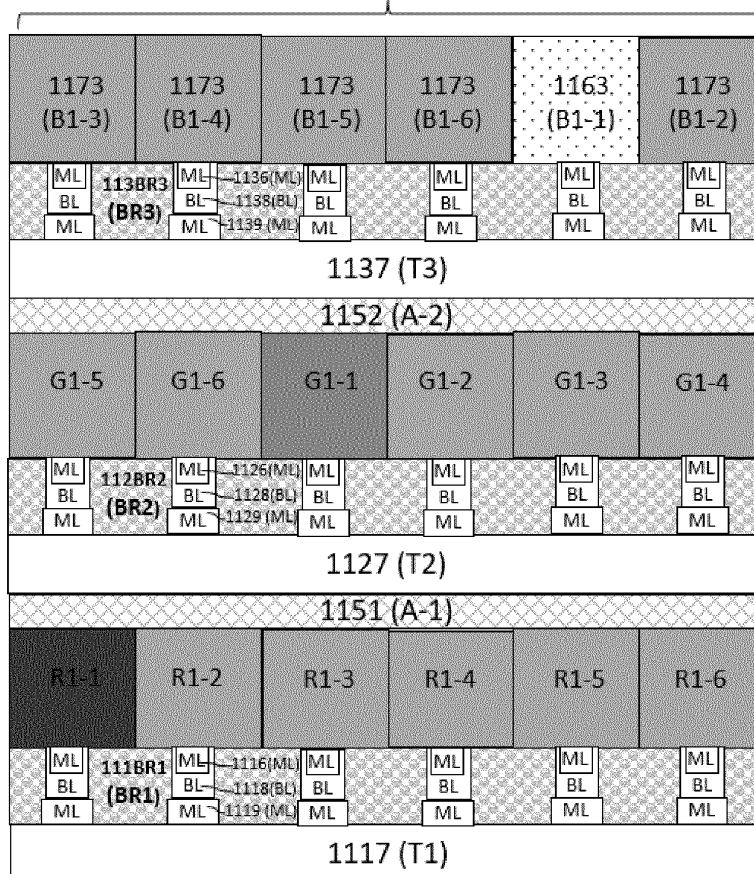 1173 1173 1173 1173 1163 1173
(B1-3) (B1-4) (B1-5) (B1-6) (B1-1) (B1-2)
ML 113BR3 ML 1136(ML) ML ML ML ML
BL (BR3) BL 1138(BL) BL BL BL BL
ML ML 1139 (ML) ML ML ML ML
1137 (T3)
1152 (A-2)
G1-5 G1-6 G1-1 G1-2 G1-3 G1-4
ML 112BR2 ML 1126(ML) ML ML ML ML
BL (BR2) BL 1128(BL) BL BL BL BL
ML ML 1129 (ML) ML ML ML ML
1127 (T2)
1151 (A-1)
R1-1 R1-2 R1-3 R1-4 R1-5 R1-6
ML 111BR1 ML 1116(ML) ML ML ML ML
BL (BR1) BL 1118(BL) BL BL BL BL
ML ML 1119 (ML) ML ML ML ML
1117 (T1)